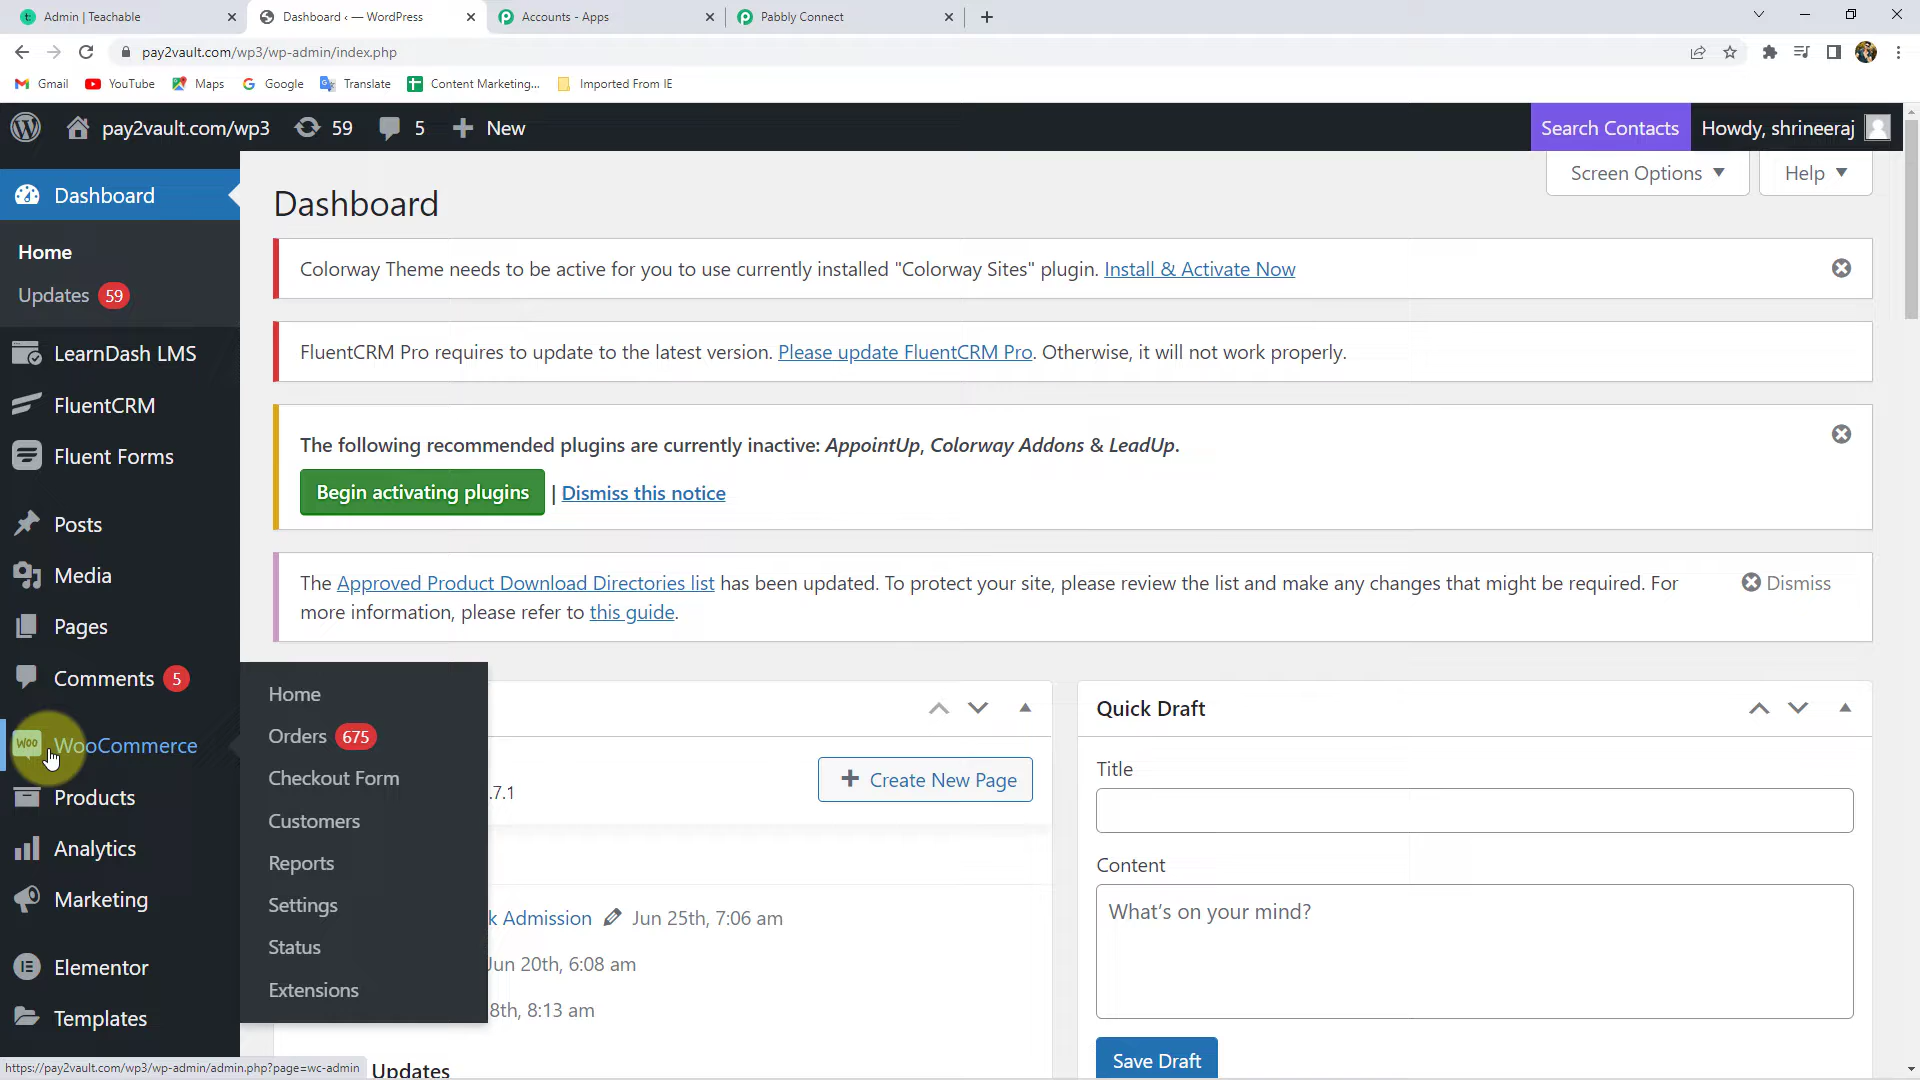 Admin | Teachable
Dashboard ‹ — WordPress
Accounts - Apps
Pabbly Connect
pay2vault.com/wp3/wp-admin/index.php
Gmail
YouTube
Maps
Google
Translate
Content Marketing...
Imported From IE
pay2vault.com/wp3
59
5
New
Search Contacts
Howdy, shrineeraj
Screen Options
Help
Dashboard
Home
Updates 59
LearnDash LMS
FluentCRM
Fluent Forms
Posts
Media
Pages
Comments 5
Woo
WooCommerce
Products
Analytics
Marketing
Elementor
Templates
Home
Orders 675
Checkout Form
Customers
Reports
Settings
Status
Extensions
Dashboard
Colorway Theme needs to be active for you to use currently installed "Colorway Sites" plugin. Install & Activate Now
FluentCRM Pro requires to update to the latest version. Please update FluentCRM Pro. Otherwise, it will not work properly.
The following recommended plugins are currently inactive: AppointUp, Colorway Addons & LeadUp.
Begin activating plugins | Dismiss this notice
The Approved Product Download Directories list has been updated. To protect your site, please review the list and make any changes that might be required. For
more information, please refer to this guide.
Dismiss
.7.1
Create New Page
k Admission Jun 25th, 7:06 am
Jun 20th, 6:08 am
8th, 8:13 am
Updates
Quick Draft
Title
Content
What's on your mind?
Save Draft
https://pay2vault.com/wp3/wp-admin/admin.php?page=wc-admin